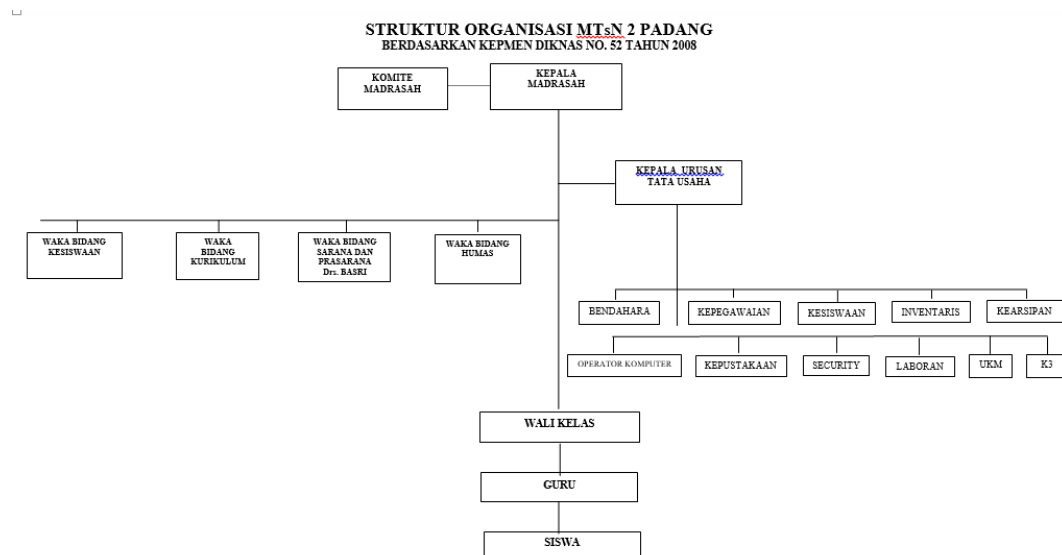 STRUKTUR ORGANISASI MTsN 2 PADANG
BERDASARKAN KEPMEN DIKNAS NO. 52 TAHUN 2008
KOMITE
MADRASAH
KEPALA
MADRASAH
KEPALA URUSAN
TATA USAHA
WAKA BIDANG
KESISWAAN
WAKA
BIDANG
KURIKULUM
WAKA BIDANG
SARANA DAN
PRASARANA
Drs. BASRI
WAKA BIDANG
HUMAS
BENDAHARA
KEPEGAWAIAN
KESISWAAN
INVENTARIS
KEARSIPAN
OPERATOR KOMPUTER
KEPUSTAKAAN
SECURITY
LABORAN
UKM
K3
WALI KELAS
GURU
SISWA